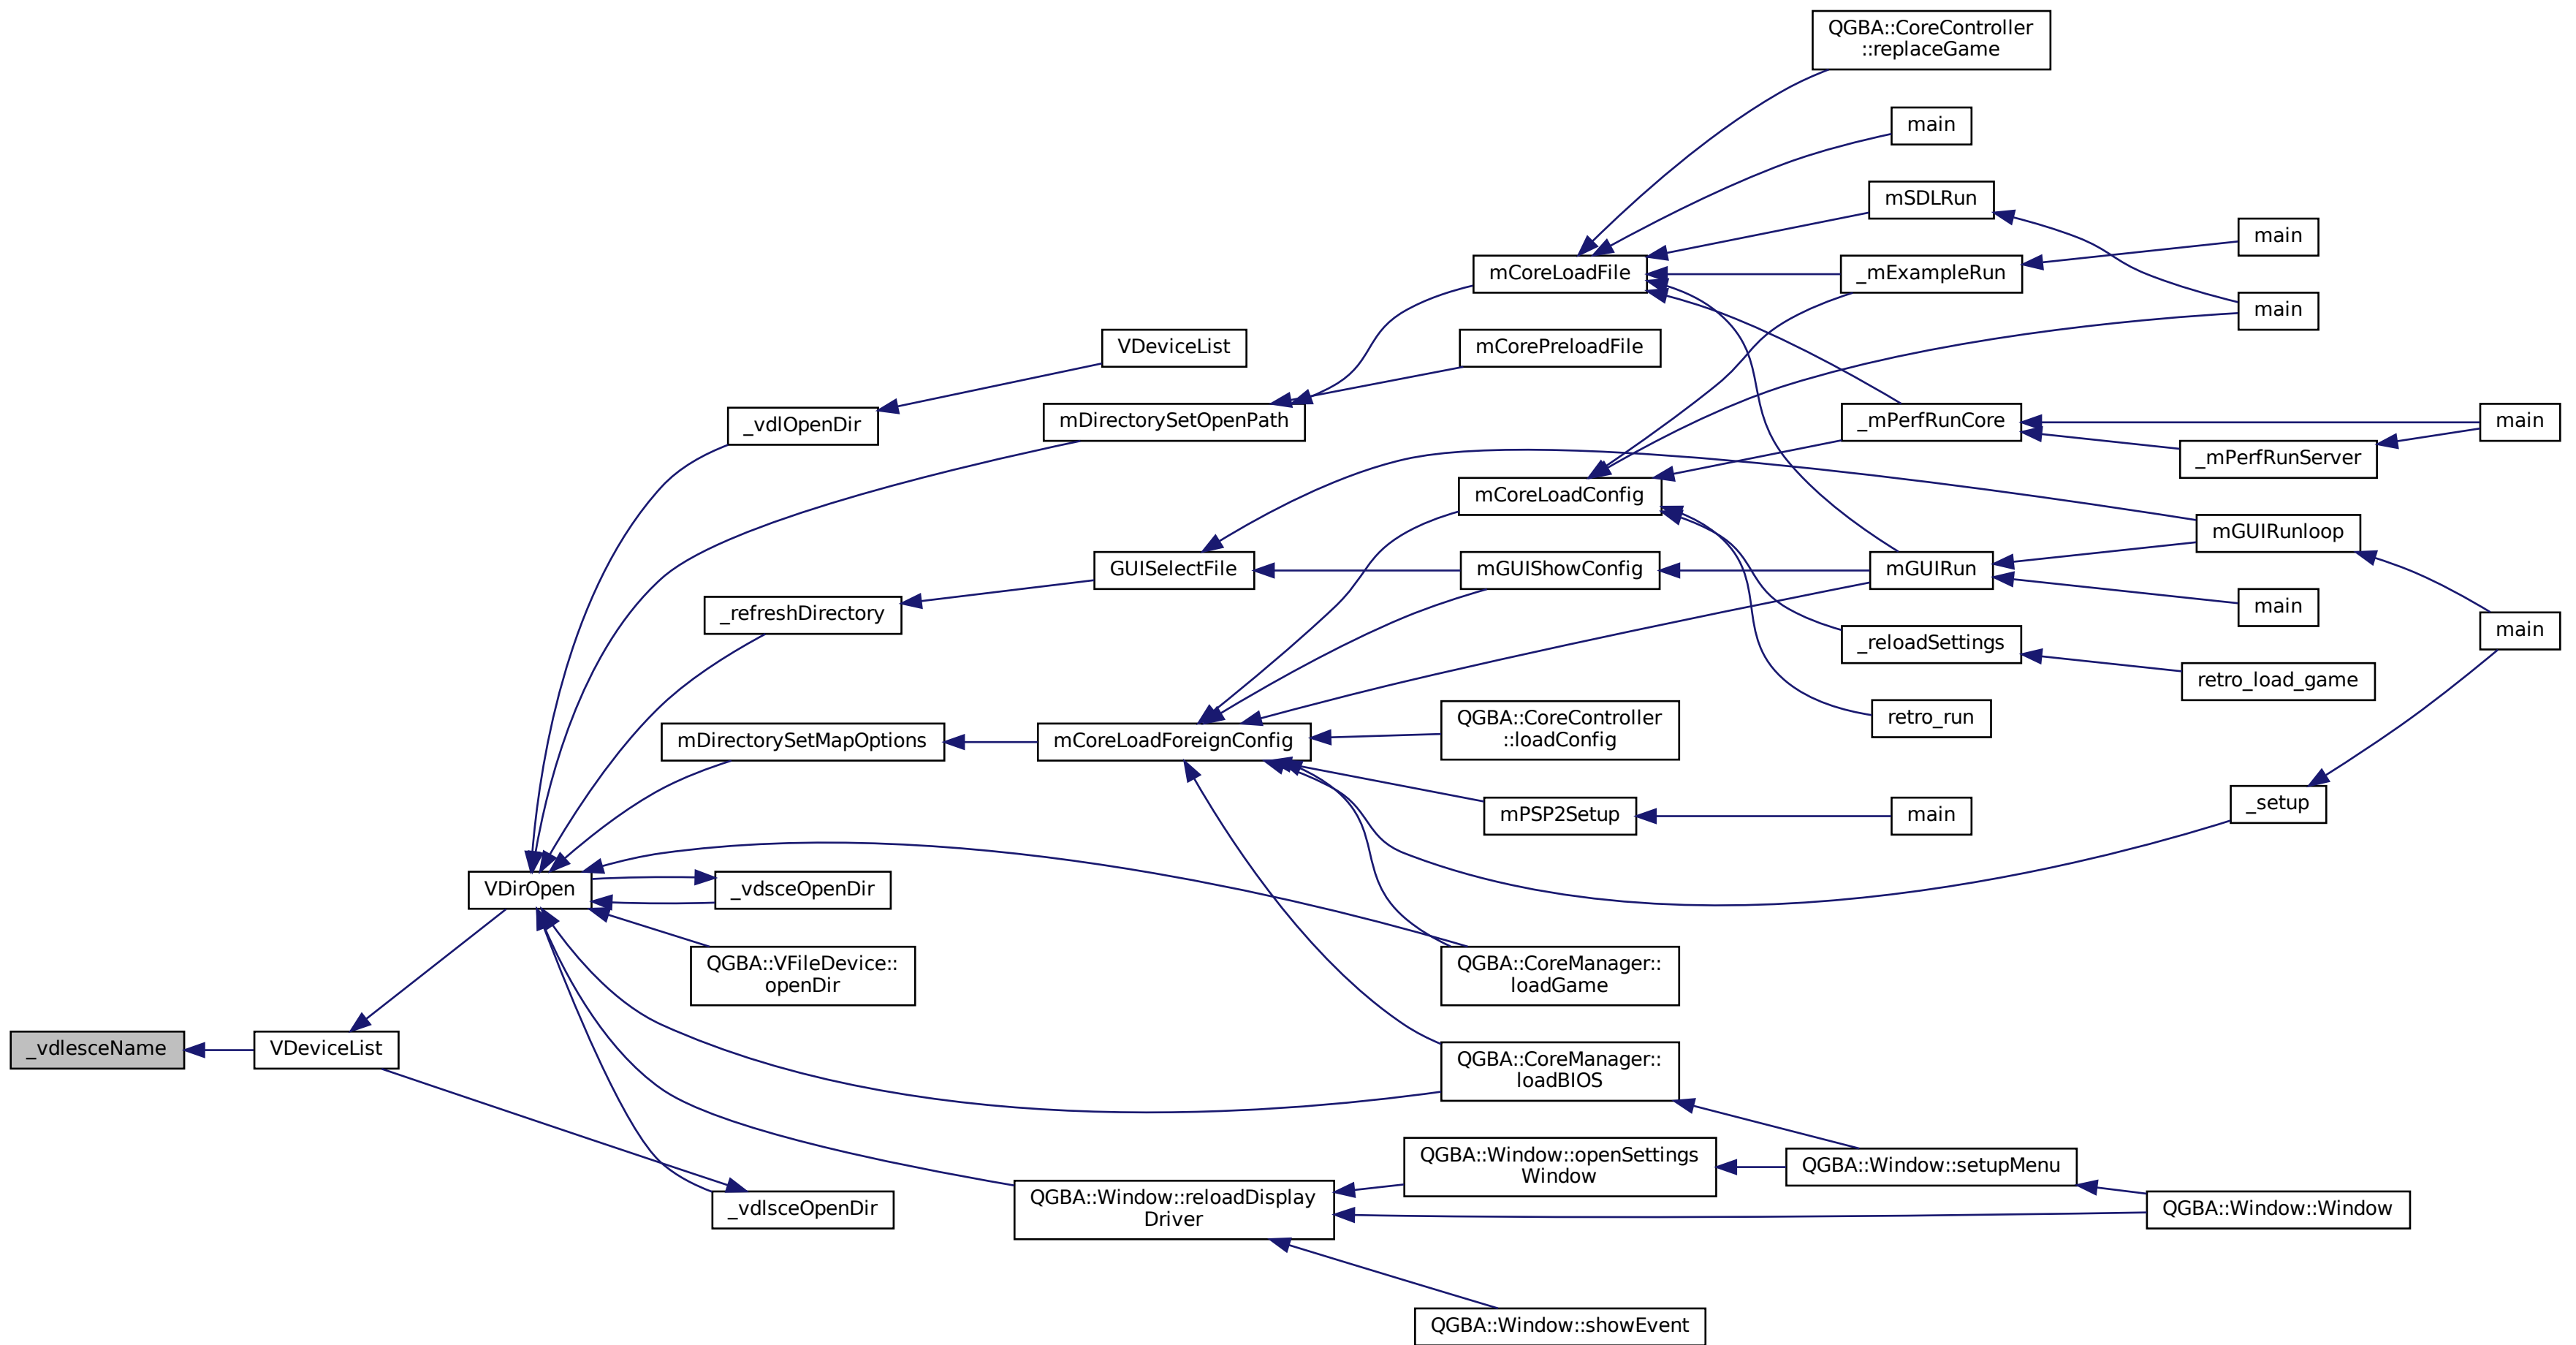 QGBA::CoreController
::replaceGame
main
mSDLRun
main
mCoreLoadFile
_mExampleRun
main
VDeviceList
mCorePreloadFile
_vdlOpenDir
mDirectorySetOpenPath
_mPerfRunCore
main
_mPerfRunServer
mCoreLoadConfig
mGUIRunloop
GUISelectFile
mGUIShowConfig
mGUIRun
_refreshDirectory
main
main
_reloadSettings
retro_load_game
mDirectorySetMapOptions
mCoreLoadForeignConfig
QGBA::CoreController
::loadConfig
retro_run
mPSP2Setup
main
_setup
VDirOpen
_vdsceOpenDir
QGBA::VFileDevice::
openDir
QGBA::CoreManager::
loadGame
_vdlesceName
VDeviceList
QGBA::CoreManager::
loadBIOS
QGBA::Window::openSettings
Window
QGBA::Window::setupMenu
_vdlsceOpenDir
QGBA::Window::reloadDisplay
Driver
QGBA::Window::Window
QGBA::Window::showEvent